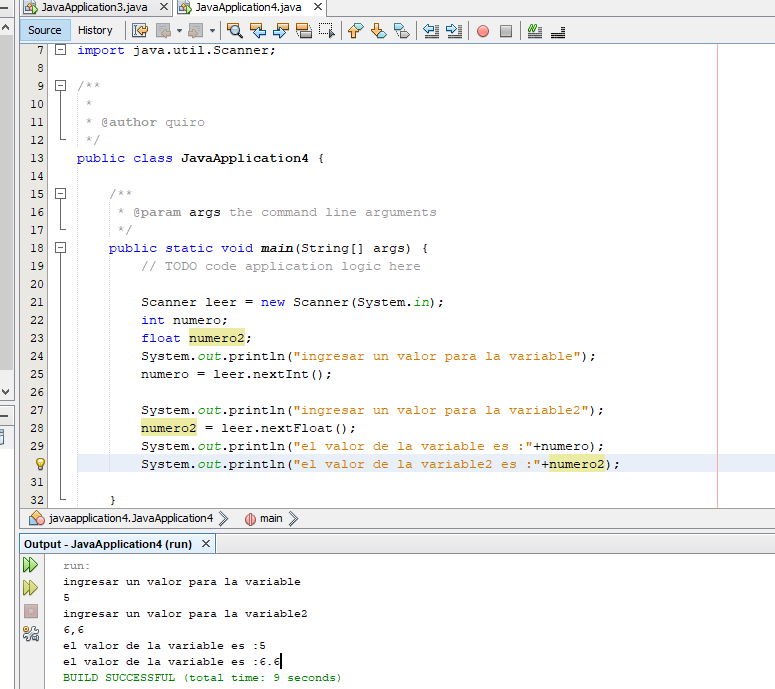 JavaApplication3.java JavaApplication4.java
Source History
7 import java.util.Scanner;
8
9 /**
10 *
11 * @author quiro
12 */
13 public class JavaApplication4 {
14
15 /**
16 * @param args the command line arguments
17 */
18 public static void main(String[] args) {
19 // TODO code application logic here
20
21 Scanner leer = new Scanner(System.in);
22 int numero;
23 float numero2;
24 System.out.println("ingresar un valor para la variable");
25 numero = leer.nextInt();
26
27 System.out.println("ingresar un valor para la variable2");
28 numero2 = leer.nextFloat();
29 System.out.println("el valor de la variable es :"+numero);
System.out.println("el valor de la variable2 es :"+numero2);
31
32 }
javaapplication4.JavaApplication4 main
Output - JavaApplication4 (run)
run:
ingresar un valor para la variable
5
ingresar un valor para la variable2
6,6
el valor de la variable es :5
el valor de la variable es :6.6
BUILD SUCCESSFUL (total time: 9 seconds)